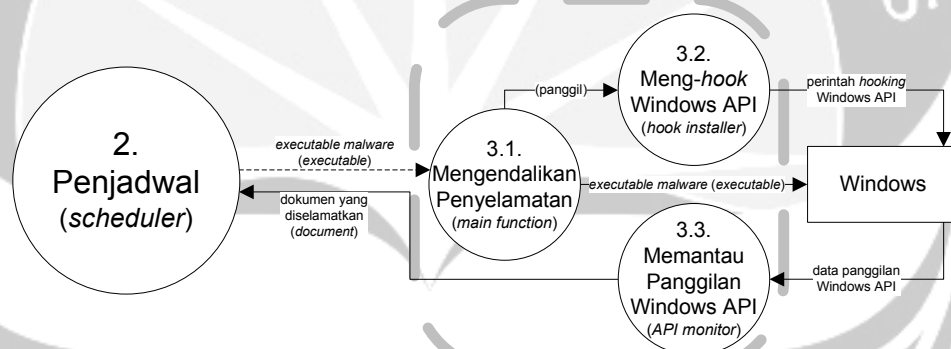 2.
Penjadwal
(scheduler)
executable malware
(executable)
dokumen yang
diselamatkan
(document)
3.1.
Mengendalikan
Penyelamatan
(main function)
(panggil)
3.2.
Meng-hook
Windows API
(hook installer)
perintah hooking
Windows API
executable malware (executable)
Windows
3.3.
Memantau
Panggilan
Windows API
(API monitor)
data panggilan
Windows API